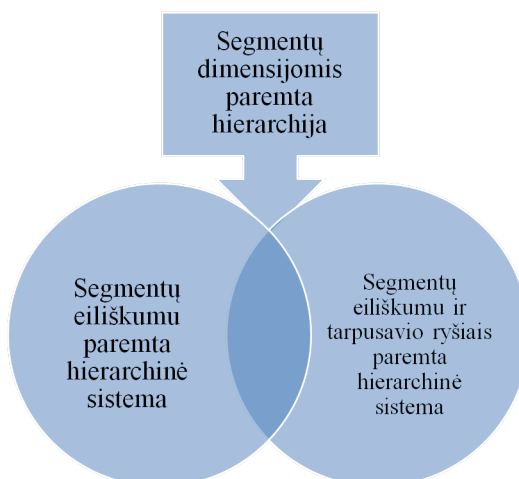 Segmentų
dimensijomis
paremta
hierarchija
Segmentų
eiliškumu
paremta
hierarchinė
sistema
Segmentų
eiliškumu ir
tarpusavio ryšiais
paremta
hierarchinė
sistema